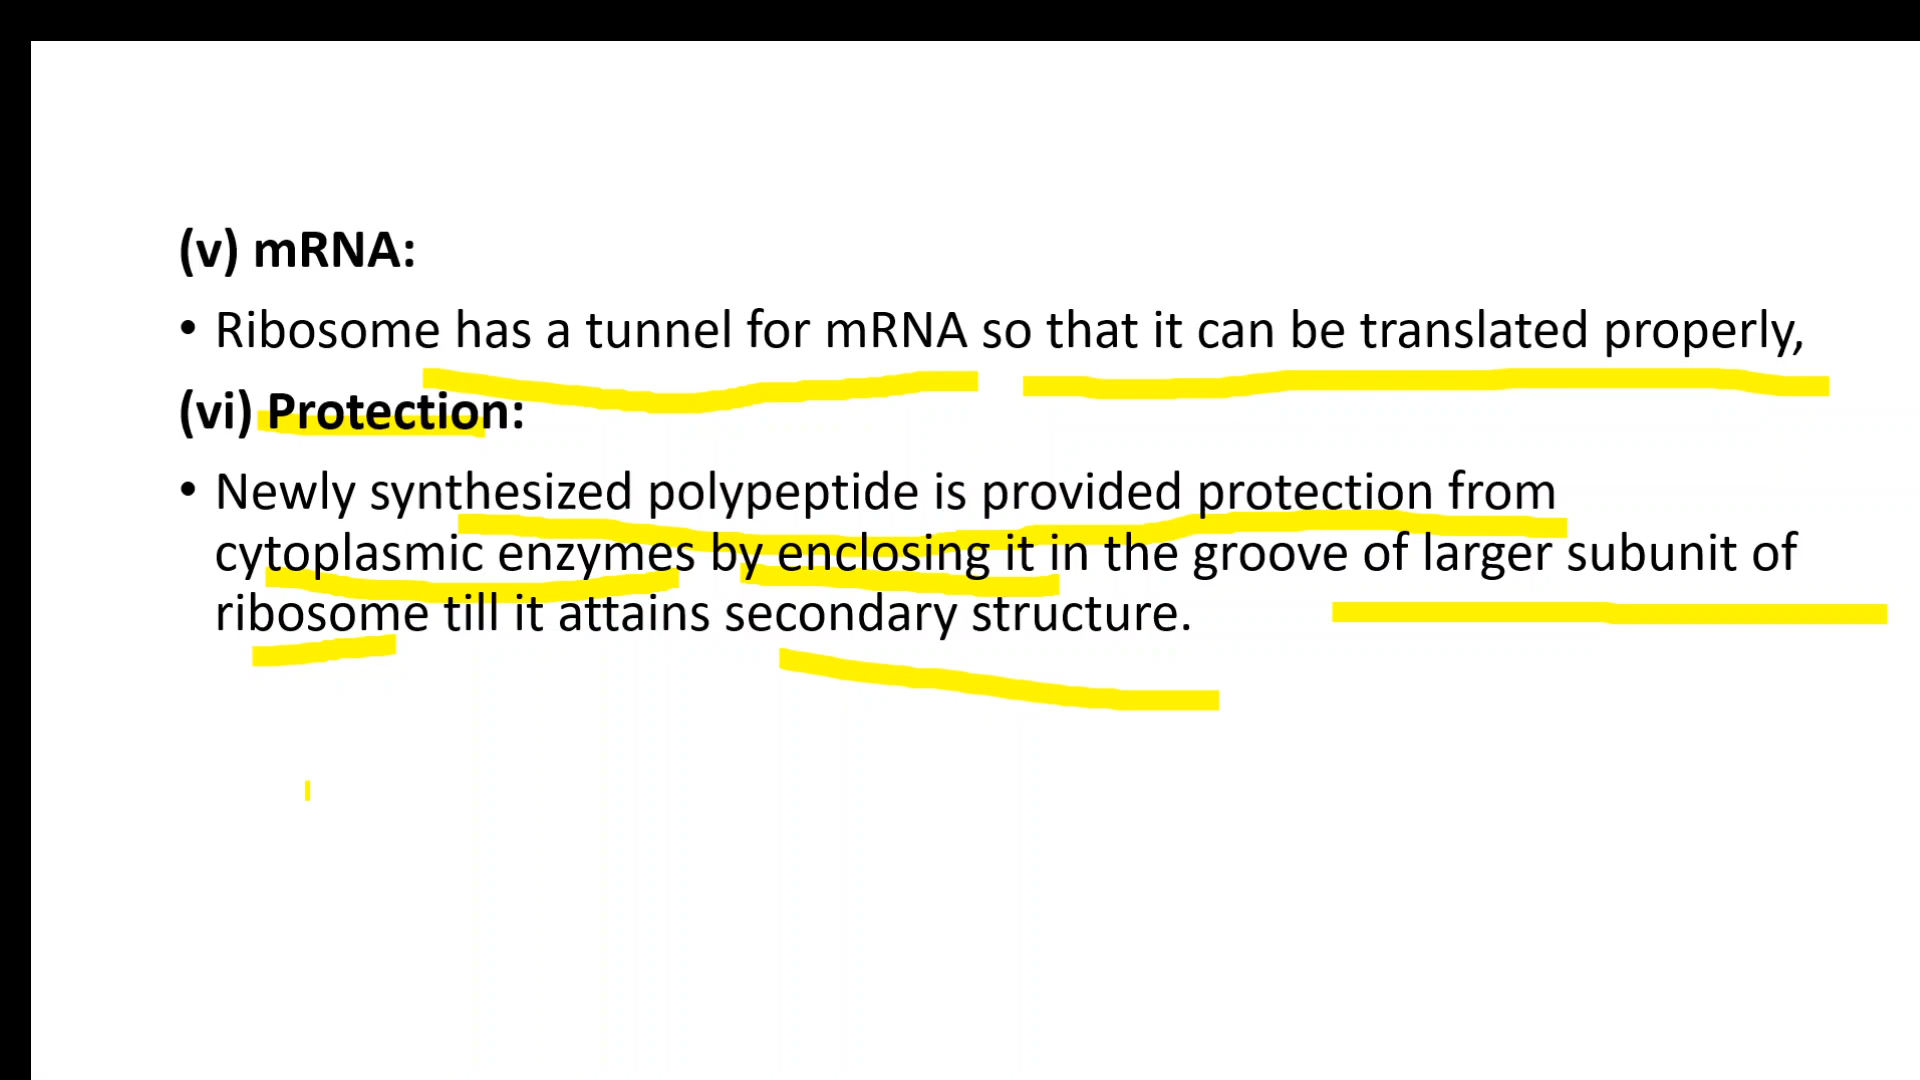 (v) mRNA:
• Ribosome has a tunnel for mRNA so that it can be translated properly,
(vi) Protection:
• Newly synthesized polypeptide is provided protection from
cytoplasmic enzymes by enclosing it in the groove of larger subunit of
ribosome till it attains secondary structure.